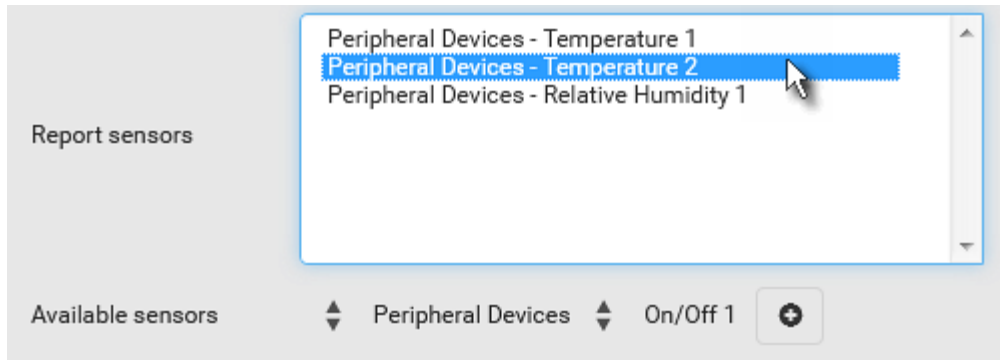 Peripheral Devices - Temperature 1
Peripheral Devices - Temperature 2
Peripheral Devices - Relative Humidity 1
Report sensors
Available sensors Peripheral Devices On/Off 1